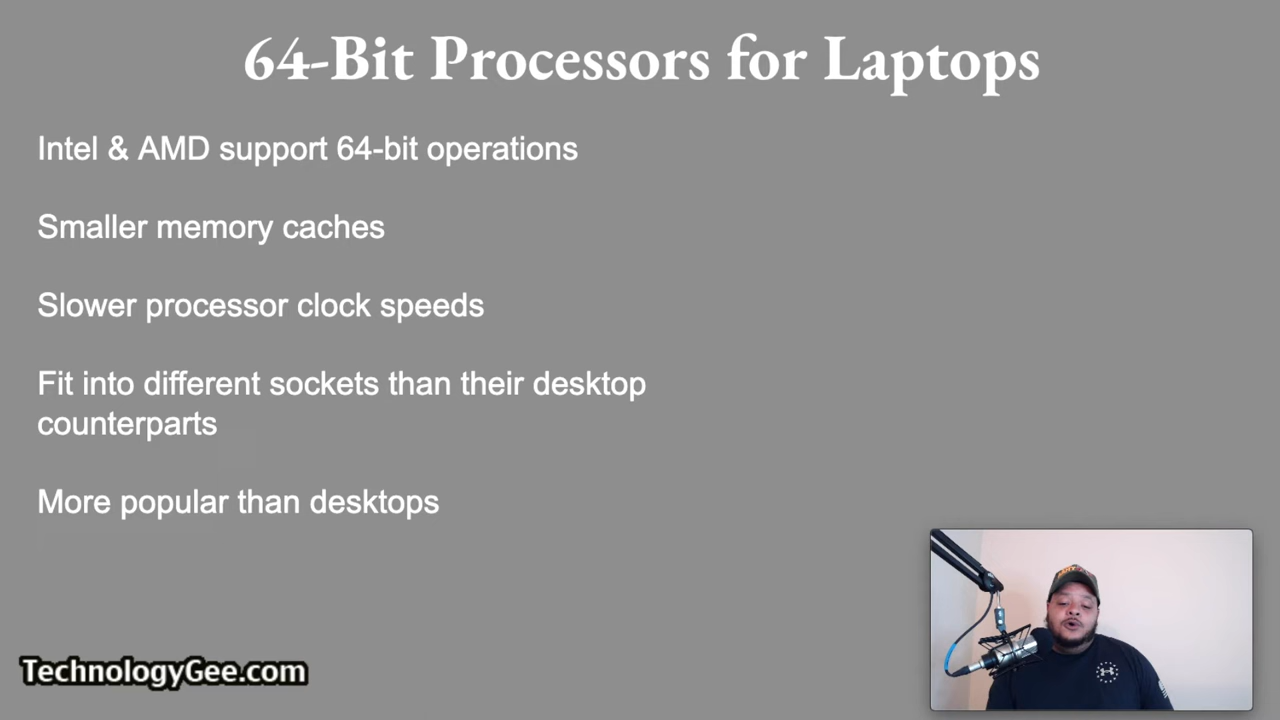 64-Bit Processors for Laptops
Intel & AMD support 64-bit operations
Smaller memory caches
Slower processor clock speeds
Fit into different sockets than their desktop
counterparts
More popular than desktops
TechnologyGee.com